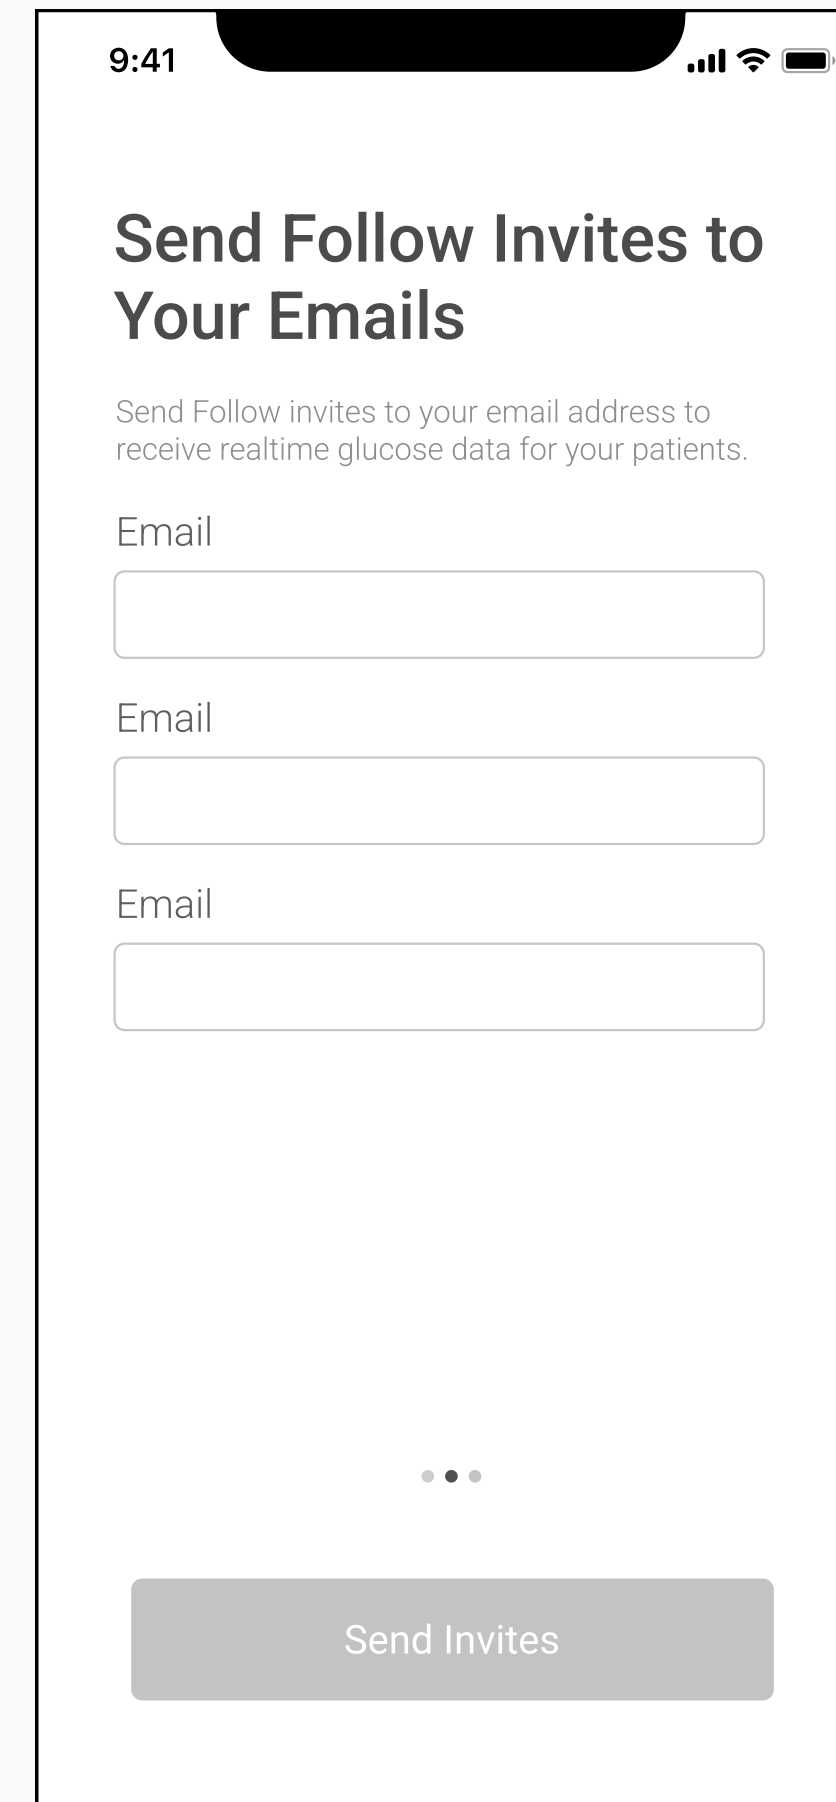 9:41
Send Follow Invites to
Your Emails
Send Follow invites to your email address to
receive realtime glucose data for your patients.
Email
Email
Email
Send Invites